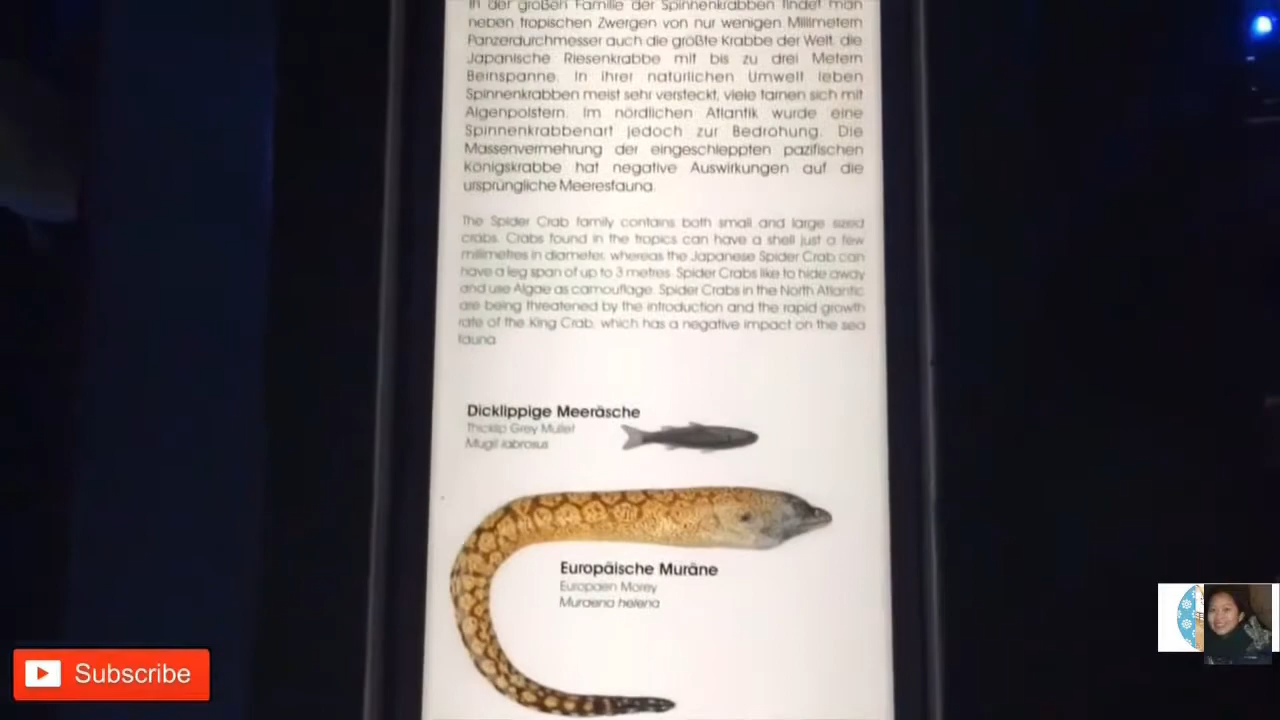 In der großen Familie der Spinnenkrabben findet man
neben tropischen Zwergen von nur wenigen Millimetern
Panzerdurchmesser auch die größte Krabbe der Welt, die
Japanische Riesenkrabbe mit bis zu drei Metern
Beinspanne. In ihrer natürlichen Umwelt leben
Spinnenkrabben meist sehr versteckt, viele tarnen sich mit
Algenpolstern. Im nördlichen Atlantik wurde eine
Spinnenkrabbenart jedoch zur Bedrohung. Die
Massenvermehrung der eingeschleppten pazifischen
Königskrabbe hat negative Auswirkungen auf die
ursprüngliche Meeresfauna.
The Spider Crab family contains both small and large sized
crabs. Crabs found in the tropics can have a shell just a few
millimetres in diameter, whereas the Japanese Spider Crab can
have a leg span of up to 3 metres. Spider Crabs like to hide away
and use Algae as camouflage. Spider Crabs in the North Atlantic
are being threatened by the introduction and the rapid growth
rate of the King Crab, which has a negative impact on the sea
fauna.
Dicklippige Meeräsche
Thicklip Grey Mullet
Mugil labrosus
Europäische Muräne
Europaen Morey
Muraena helena
Subscribe